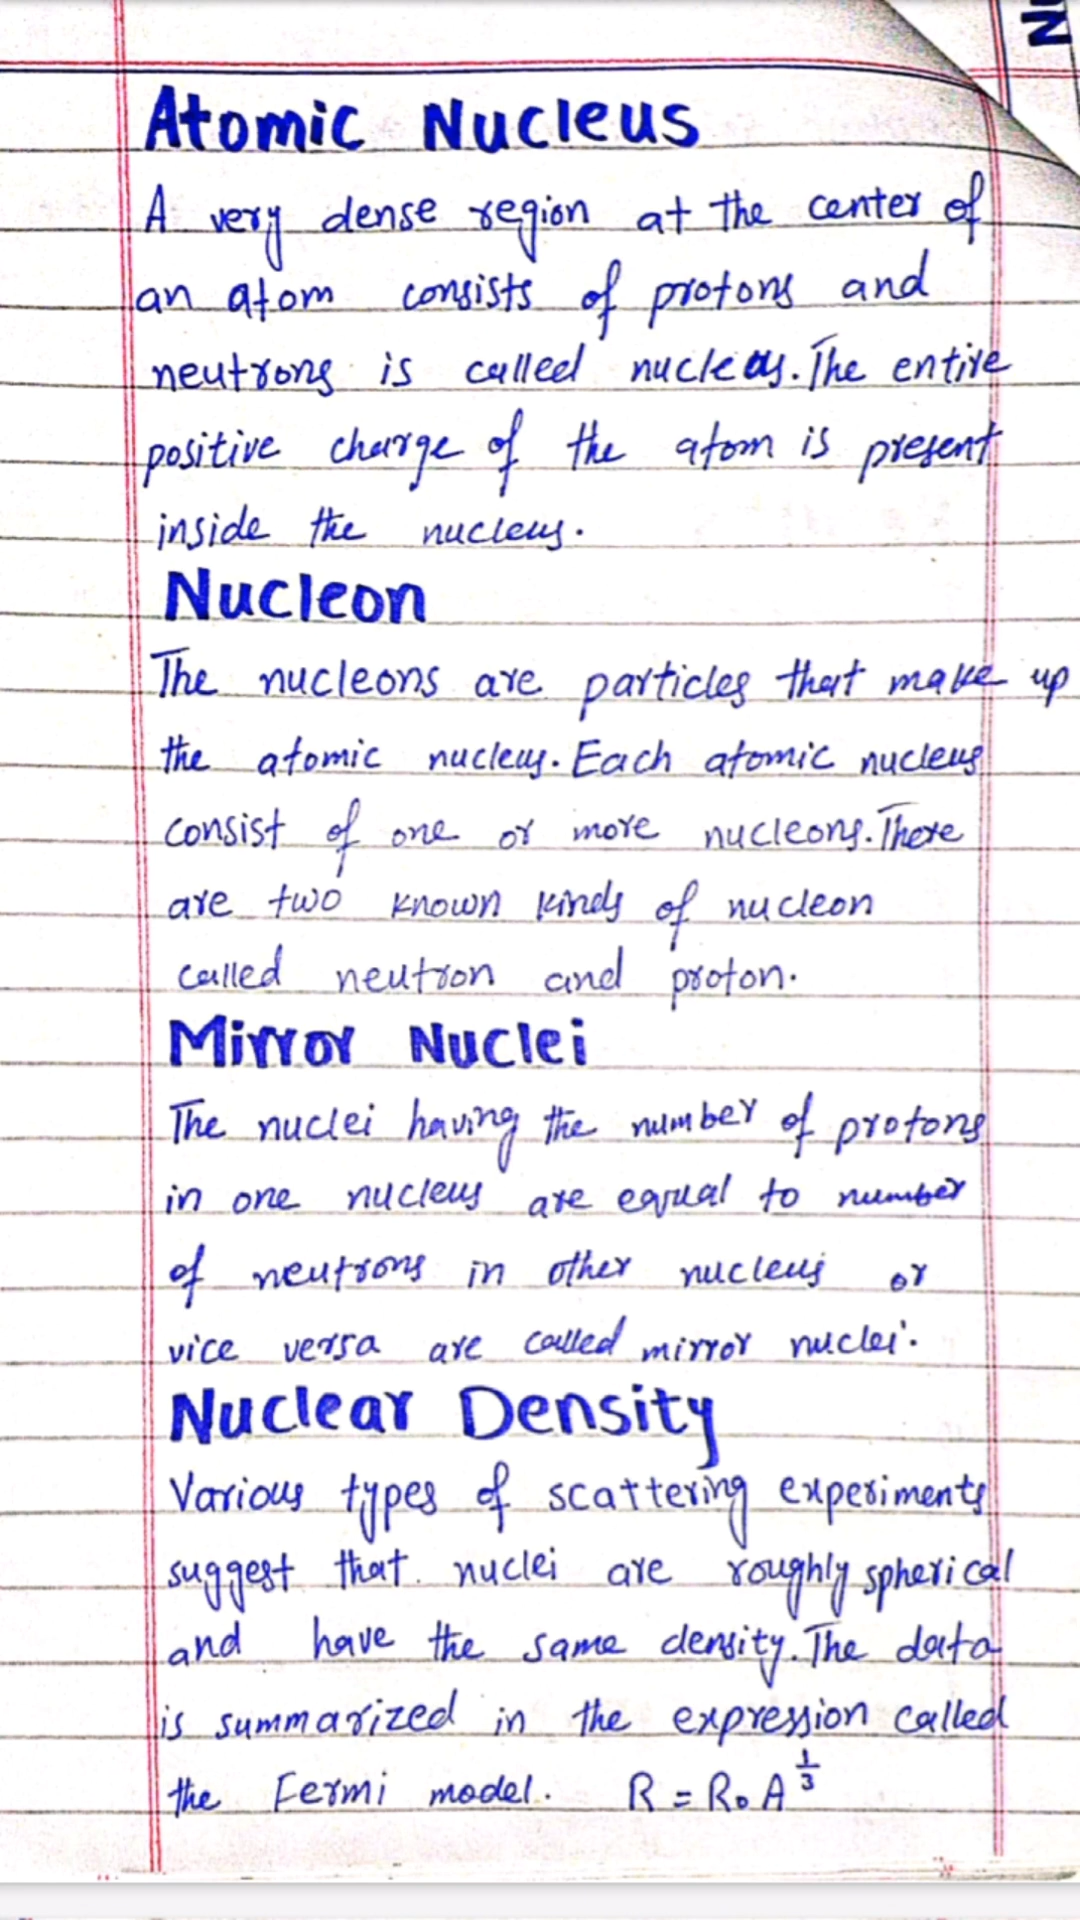 N
Atomic Nucleus
A very dense region at the center of
an atom consists of protons and
neutrons is called nucleus. The entire
positive charge of the atom is present
inside the nucleus.
Nucleon
The nucleons are particles that make up
the atomic nucleus. Each atomic nucleus
consist of one or more nucleons. There
are two known kinds of nucleon
called neutron and proton.
Mirror Nuclei
The nuclei having the number of protons
in one nucleus are equal to number
of neutrons in other nucleus or
vice versa are called mirror nuclei.
Nuclear Density
Various types of scattering experiments
suggest that nuclei are roughly spherical
and have the same density. The data
is summarized in the expression called
the Fermi model. R = R₀ A^1/3